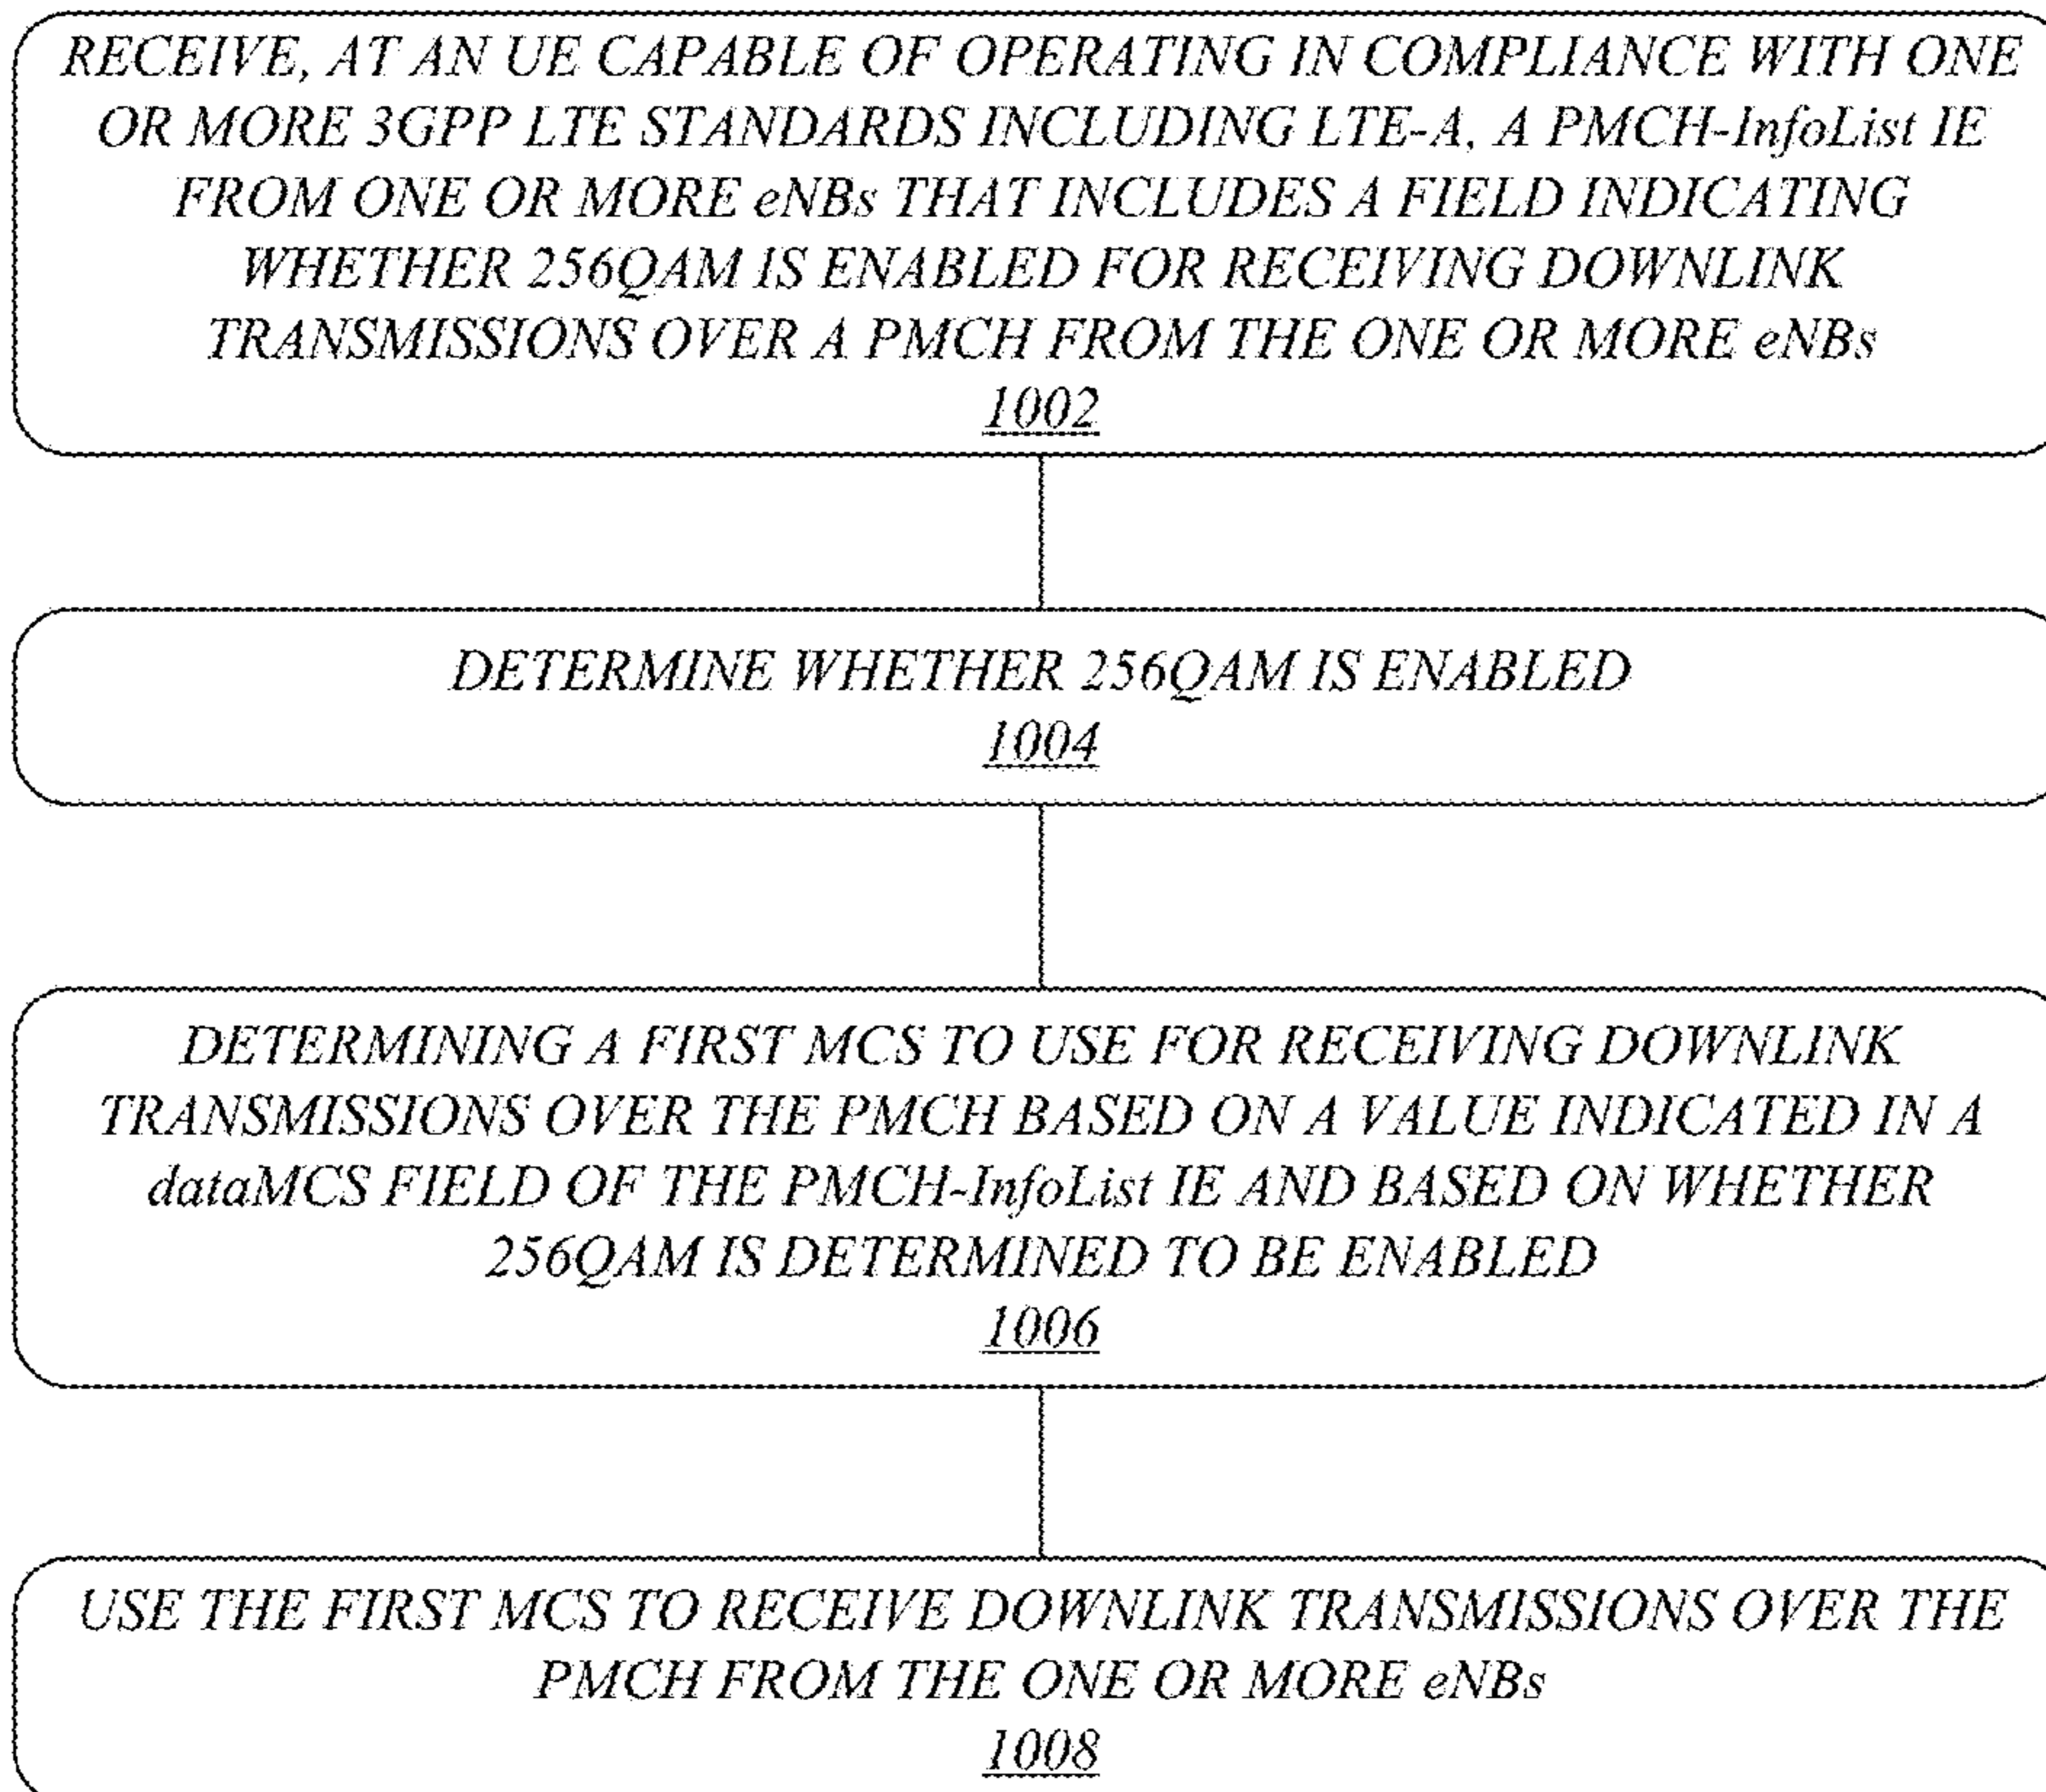 RECEIVE, AT AN UE CAPABLE OF OPERATING IN COMPLIANCE WITH ONE
OR MORE 3GPP LTE STANDARDS INCLUDING LTE-A, A PMCH-InfoList IE
FROM ONE OR MORE eNBs THAT INCLUDES A FIELD INDICATING
WHETHER 256QAM IS ENABLED FOR RECEIVING DOWNLINK
TRANSMISSIONS OVER A PMCH FROM THE ONE OR MORE eNBs
1002
DETERMINE WHETHER 256QAM IS ENABLED
1004
DETERMINING A FIRST MCS TO USE FOR RECEIVING DOWNLINK
TRANSMISSIONS OVER THE PMCH BASED ON A VALUE INDICATED IN A
dataMCS FIELD OF THE PMCH-InfoList IE AND BASED ON WHETHER
256QAM IS DETERMINED TO BE ENABLED
1006
USE THE FIRST MCS TO RECEIVE DOWNLINK TRANSMISSIONS OVER THE
PMCH FROM THE ONE OR MORE eNBs
1008